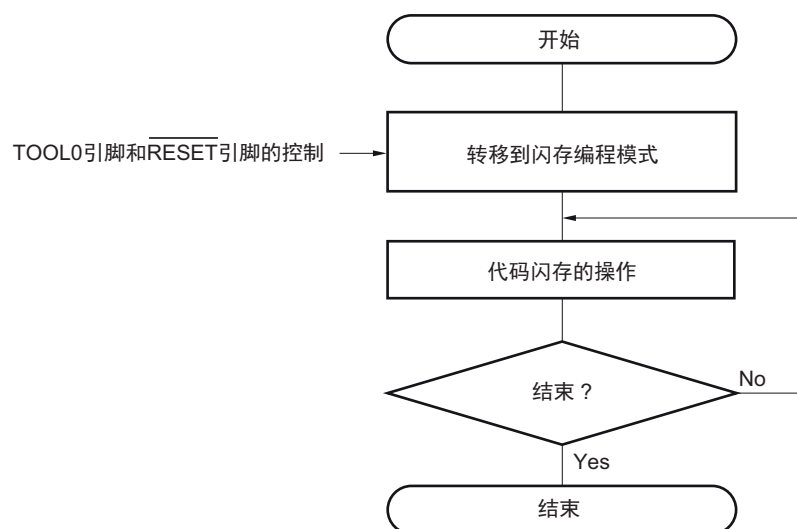 开始
TOOL0引脚和RESET引脚的控制
转移到闪存编程模式
代码闪存的操作
结束？
No
Yes
结束